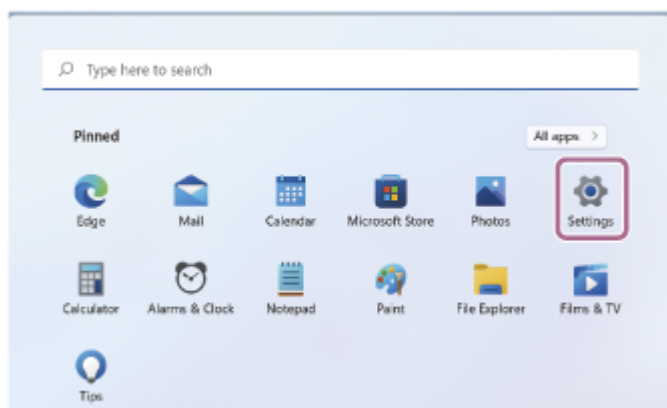 Type here to search
Pinned
All apps >
Edge
Mail
Calendar
Microsoft Store
Photos
Settings
Calculator
Alarms & Clock
Notepad
Paint
File Explorer
Films & TV
Tips